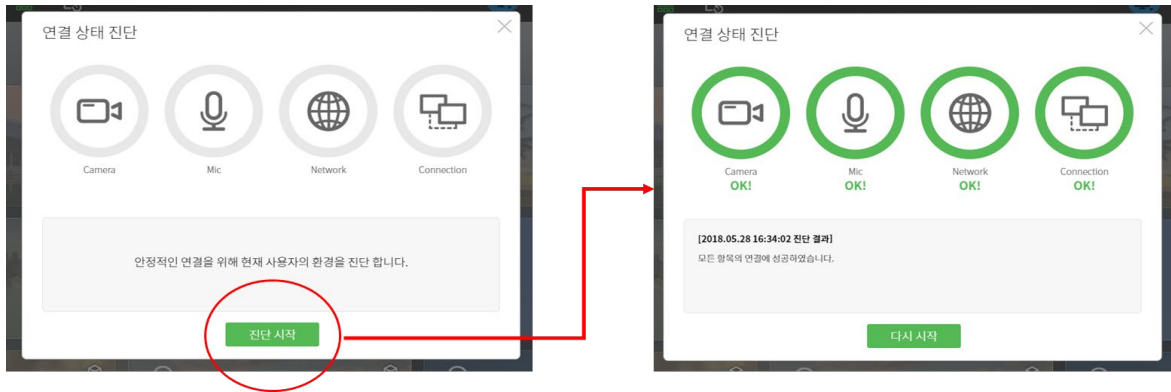 연결 상태 진단
Camera
Mic
Network
Connection
안정적인 연결을 위해 현재 사용자의 환경을 진단 합니다.
진단 시작
연결 상태 진단
Camera
OK!
Mic
OK!
Network
OK!
Connection
OK!
[2018.05.28 16:34:02 진단 결과]
모든 항목의 연결에 성공하였습니다.
다시 시작